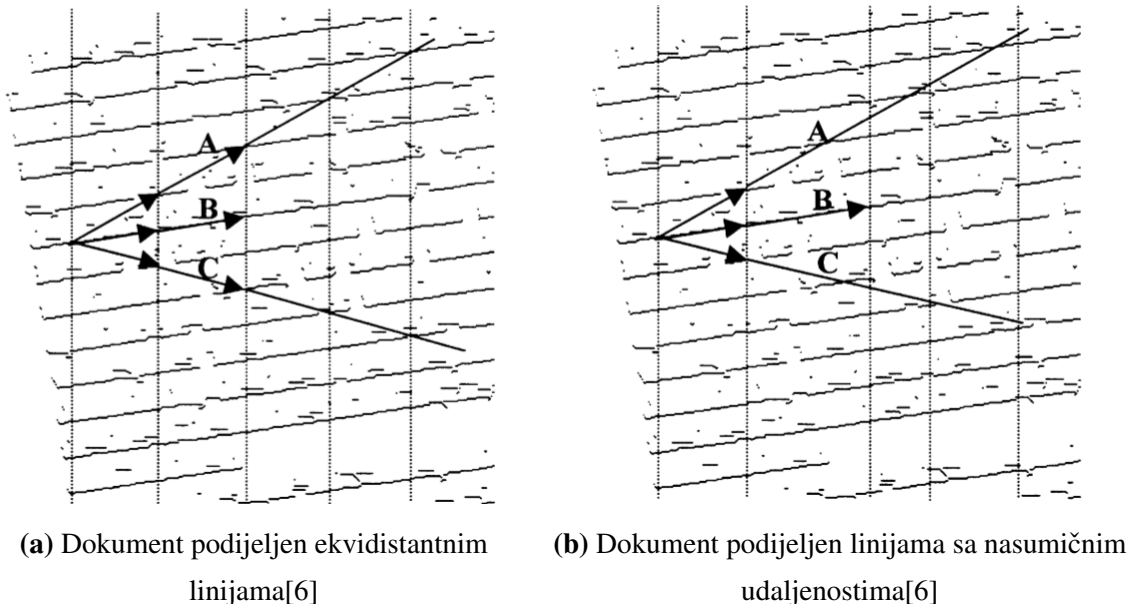 A
B
C
A
B
C
(a) Dokument podijeljen ekvidistantnim
linijama[6]
(b) Dokument podijeljen linijama sa nasumičnim
udaljenostima[6]